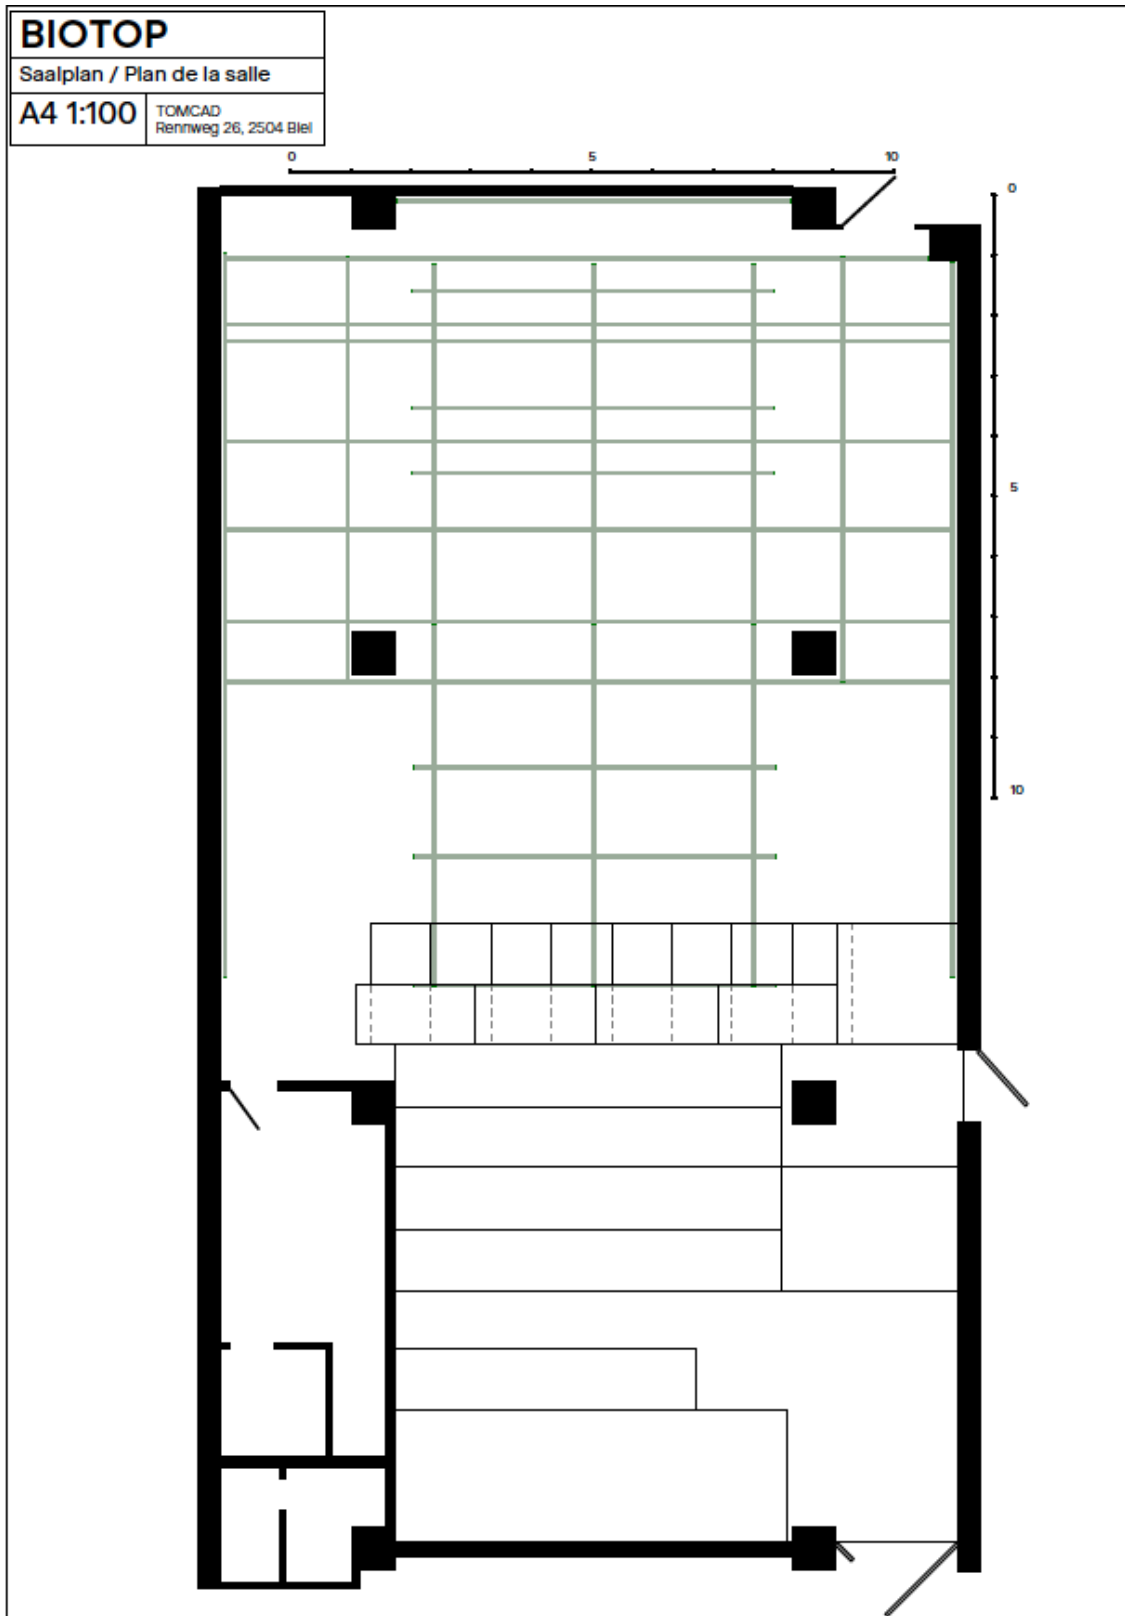 BIOTOP
Saalplan / Plan de la salle
A4 1:100
TOMCAD
Rennweg 26, 2504 Biel
0 5 10
0
5
10